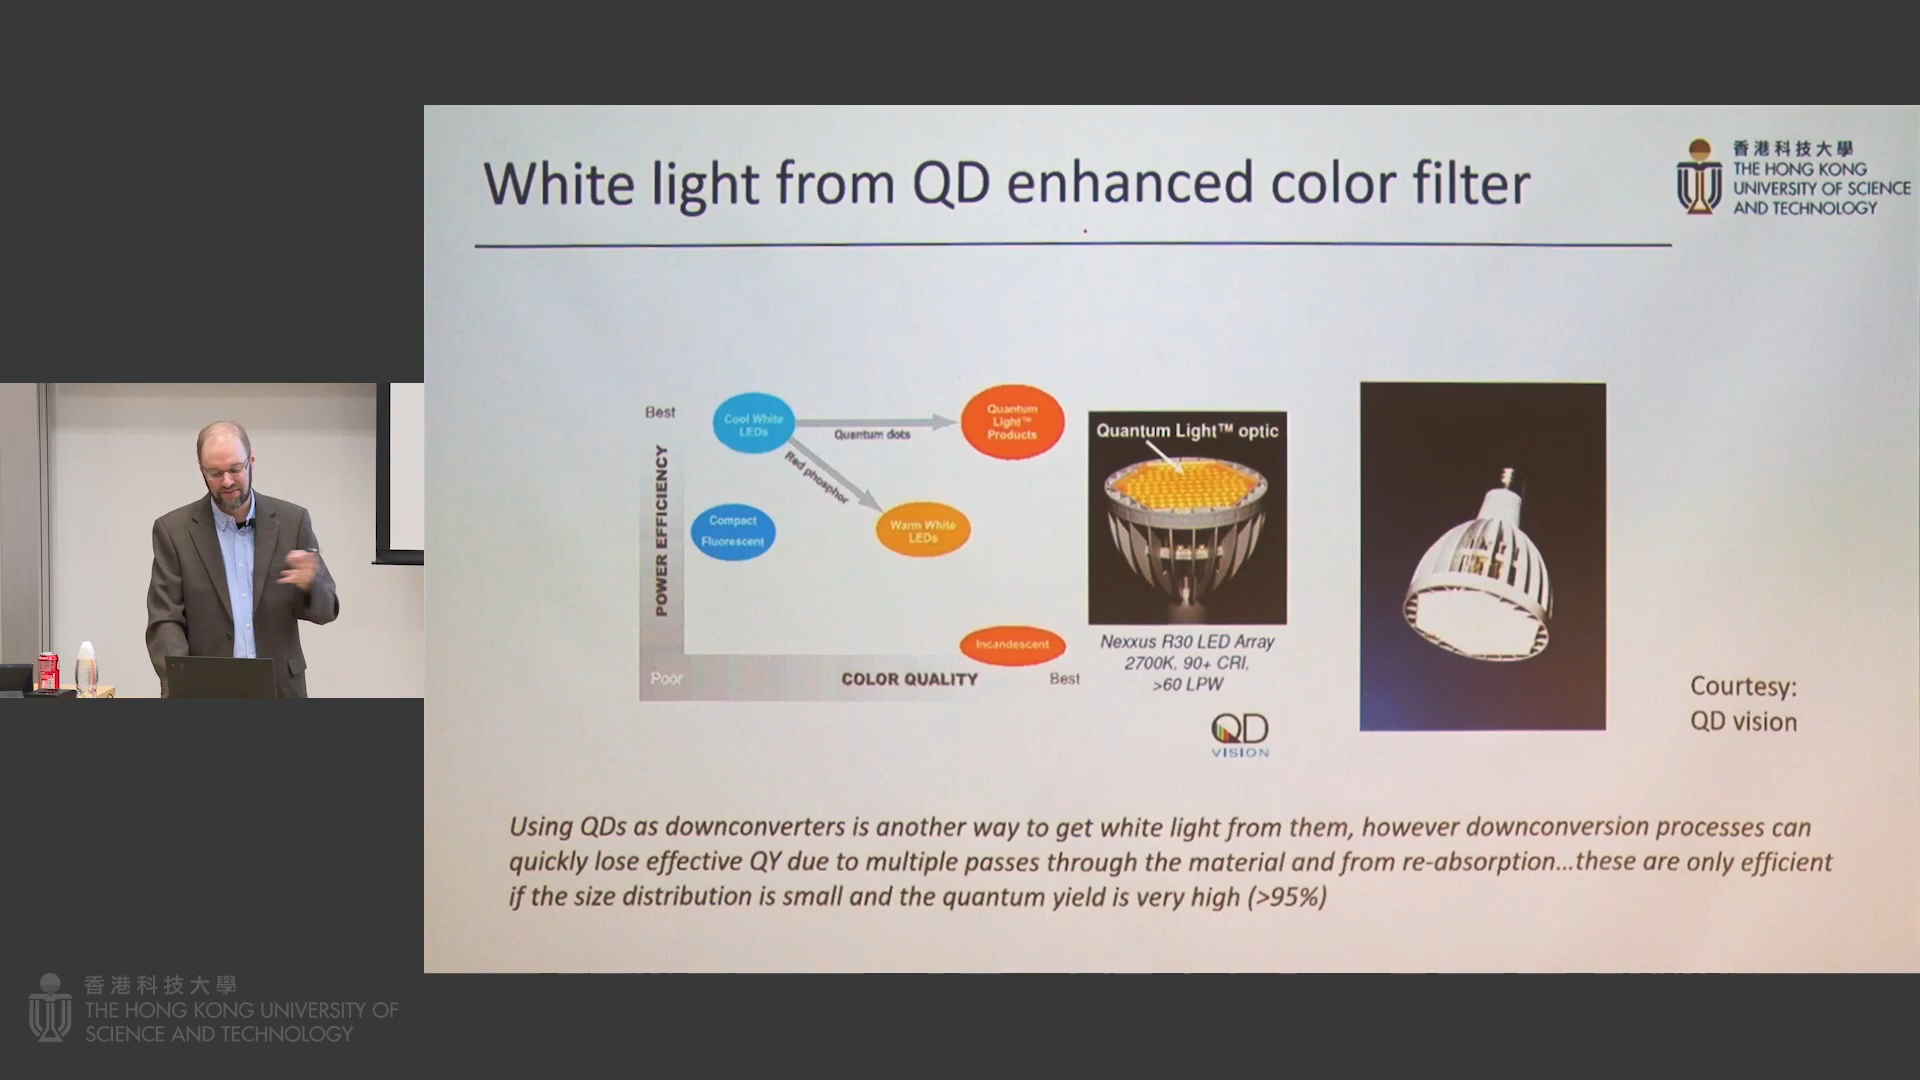 White light from QD enhanced color filter
香港科技大學
THE HONG KONG
UNIVERSITY OF SCIENCE
AND TECHNOLOGY
Best
Cool White
LEDs
Quantum dots
Quantum
Light™
Products
Red phosphor
POWER EFFICIENCY
Compact
Fluorescent
Warm White
LEDs
Incandescent
Poor
COLOR QUALITY
Best
Quantum Light™ optic
Nexxus R30 LED Array
2700K, 90+ CRI,
>60 LPW
QD
VISION
Courtesy:
QD vision
Using QDs as downconverters is another way to get white light from them, however downconversion processes can
quickly lose effective QY due to multiple passes through the material and from re-absorption...these are only efficient
if the size distribution is small and the quantum yield is very high (>95%)
香港科技大學
THE HONG KONG UNIVERSITY OF
SCIENCE AND TECHNOLOGY